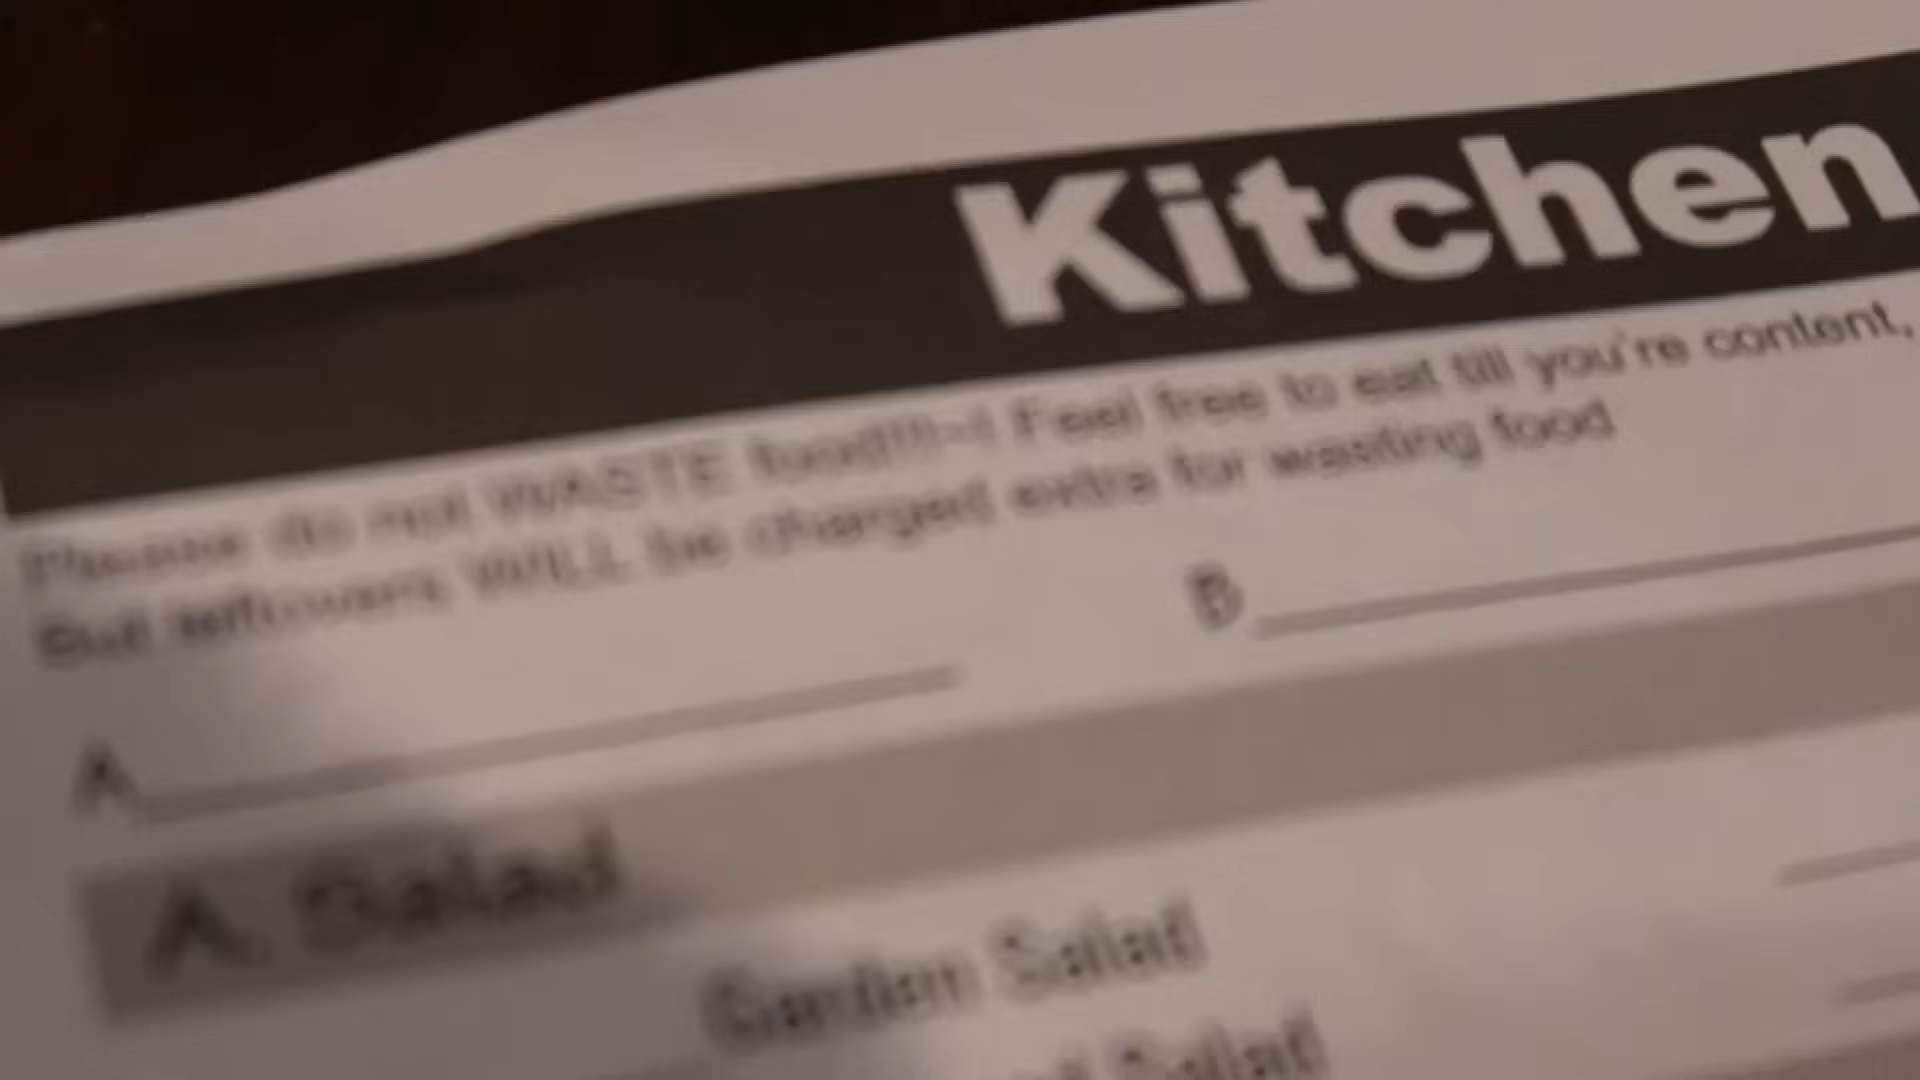 Kitchen
Please do not WASTE food!!!~! Feel free to eat till you're content,
But leftovers WILL be charged extra for wasting food
A
B
A. Salad
Garden Salad
Salad